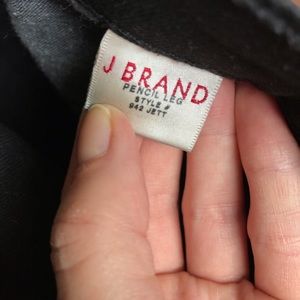 J BRAND
PENCIL LEG
STYLE #
942 JETT